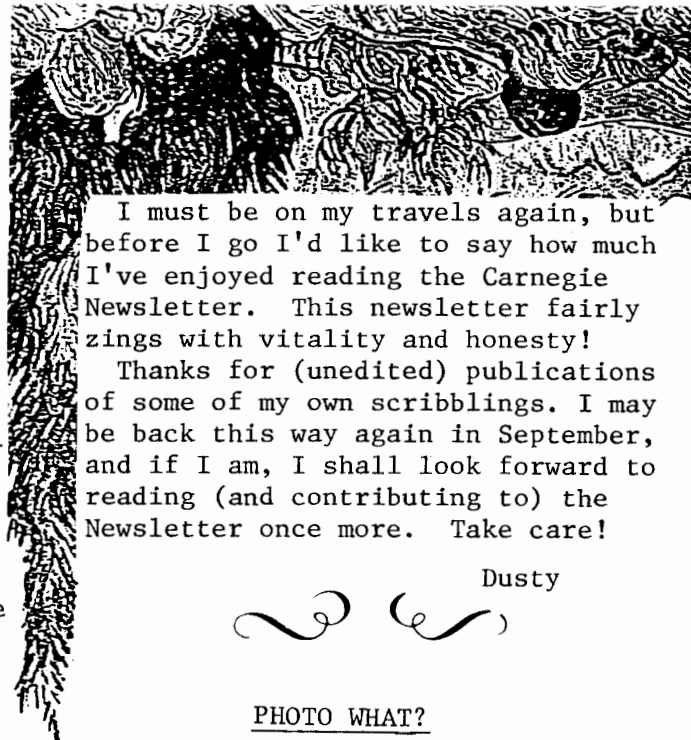 I must be on my travels again, but
before I go I'd like to say how much
I've enjoyed reading the Carnegie
Newsletter. This newsletter fairly
zings with vitality and honesty!
Thanks for (unedited) publications
of some of my own scribblings. I may
be back this way again in September,
and if I am, I shall look forward to
reading (and contributing to) the
Newsletter once more. Take care!
Dusty
PHOTO WHAT?